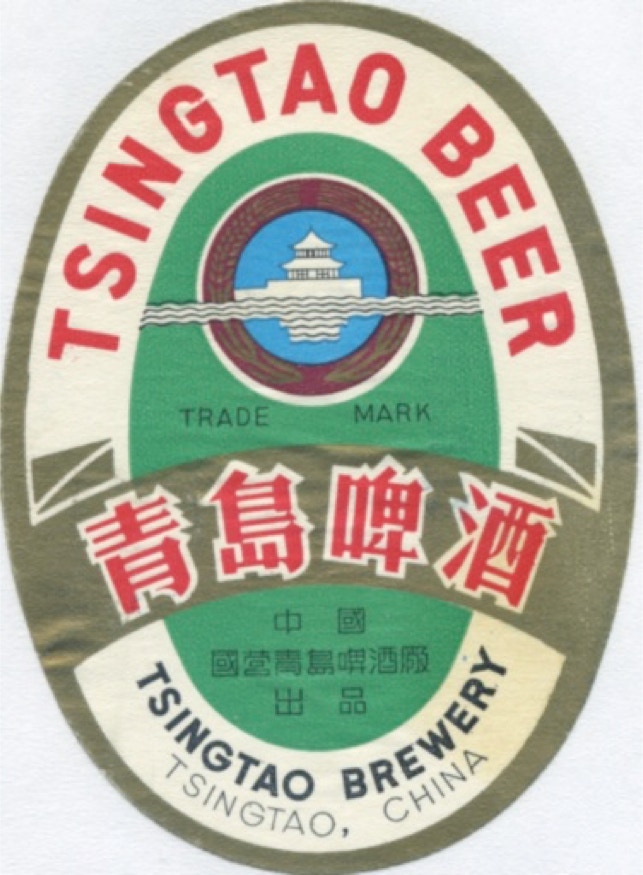 TSINGTAO BEER
TRADE MARK
青島啤酒
中國
國营青島啤酒廠
出品
TSINGTAO BREWERY
TSINGTAO, CHINA